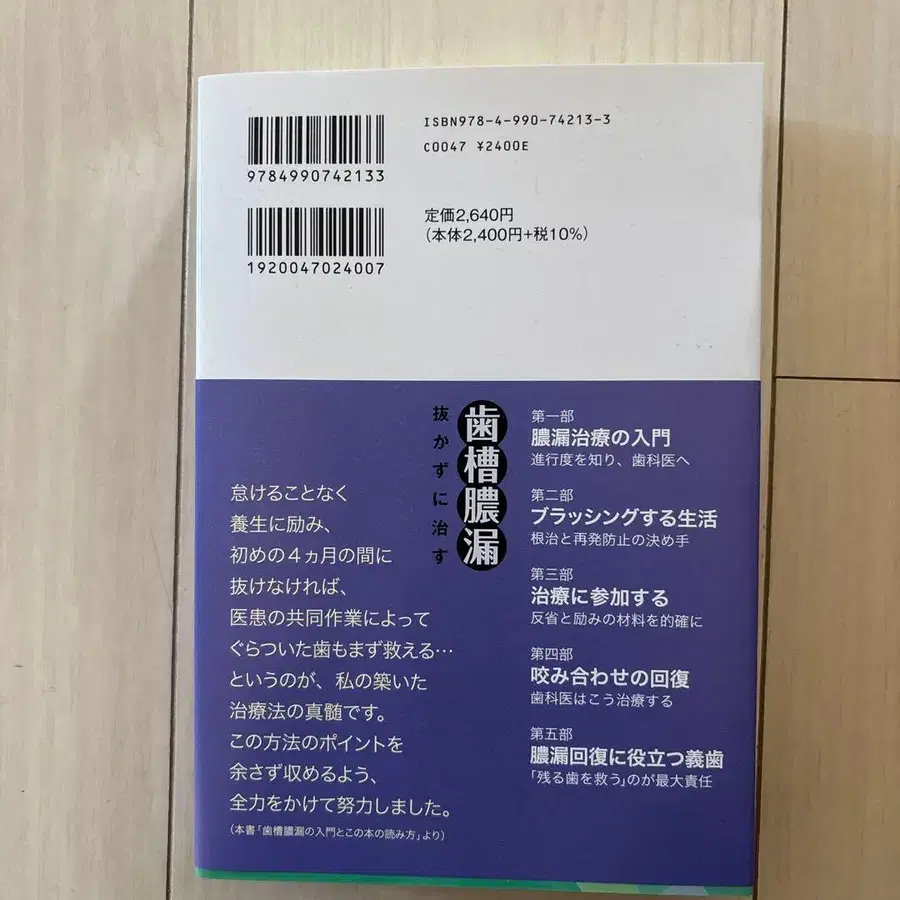 ISBN978-4-990-74213-3
C0047 ¥2400E
9784990742133
定価2,640円
（本体2,400円+税10%）
1920047024007
歯槽膿漏
抜かずに治す
第一部
膿漏治療の入門
進行度を知り、歯科医へ
第二部
ブラッシングする生活
根治と再発防止の決め手
第三部
治療に参加する
反省と励みの材料を的確に
第四部
咬み合わせの回復
歯科医はこう治療する
第五部
膿漏回復に役立つ義歯
「残る歯を救う」のが最大責任
怠けることなく
養生に励み、
初めの４ヵ月の間に
抜けなければ、
医患の共同作業によって
ぐらついた歯もまず救える…
というのが、私の築いた
治療法の真髄です。
この方法のポイントを
余さず収めるよう、
全力をかけて努力しました。
（本書「歯槽膿漏の入門とこの本の読み方」より）